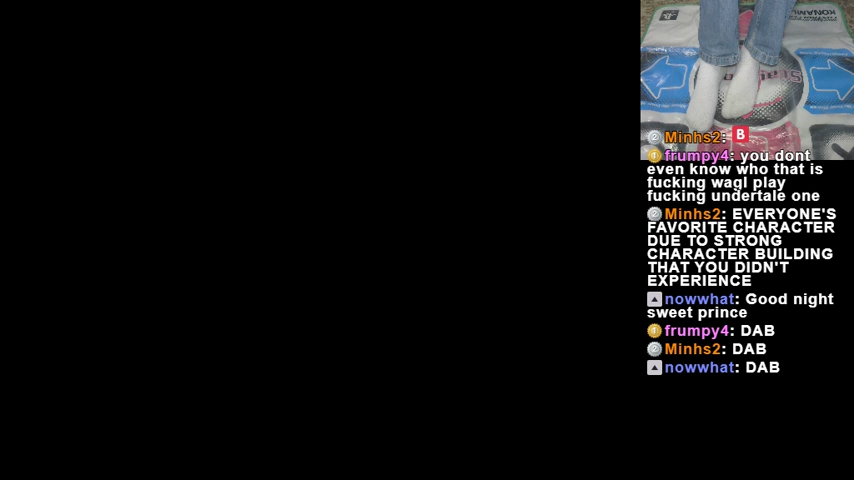 KONAMI
Minhs2: B
frumpy4: you dont
even know who that is
fucking wagl play
fucking undertale one
Minhs2: EVERYONE'S
FAVORITE CHARACTER
DUE TO STRONG
CHARACTER BUILDING
THAT YOU DIDN'T
EXPERIENCE
nowwhat: Good night
sweet prince
frumpy4: DAB
Minhs2: DAB
nowwhat: DAB